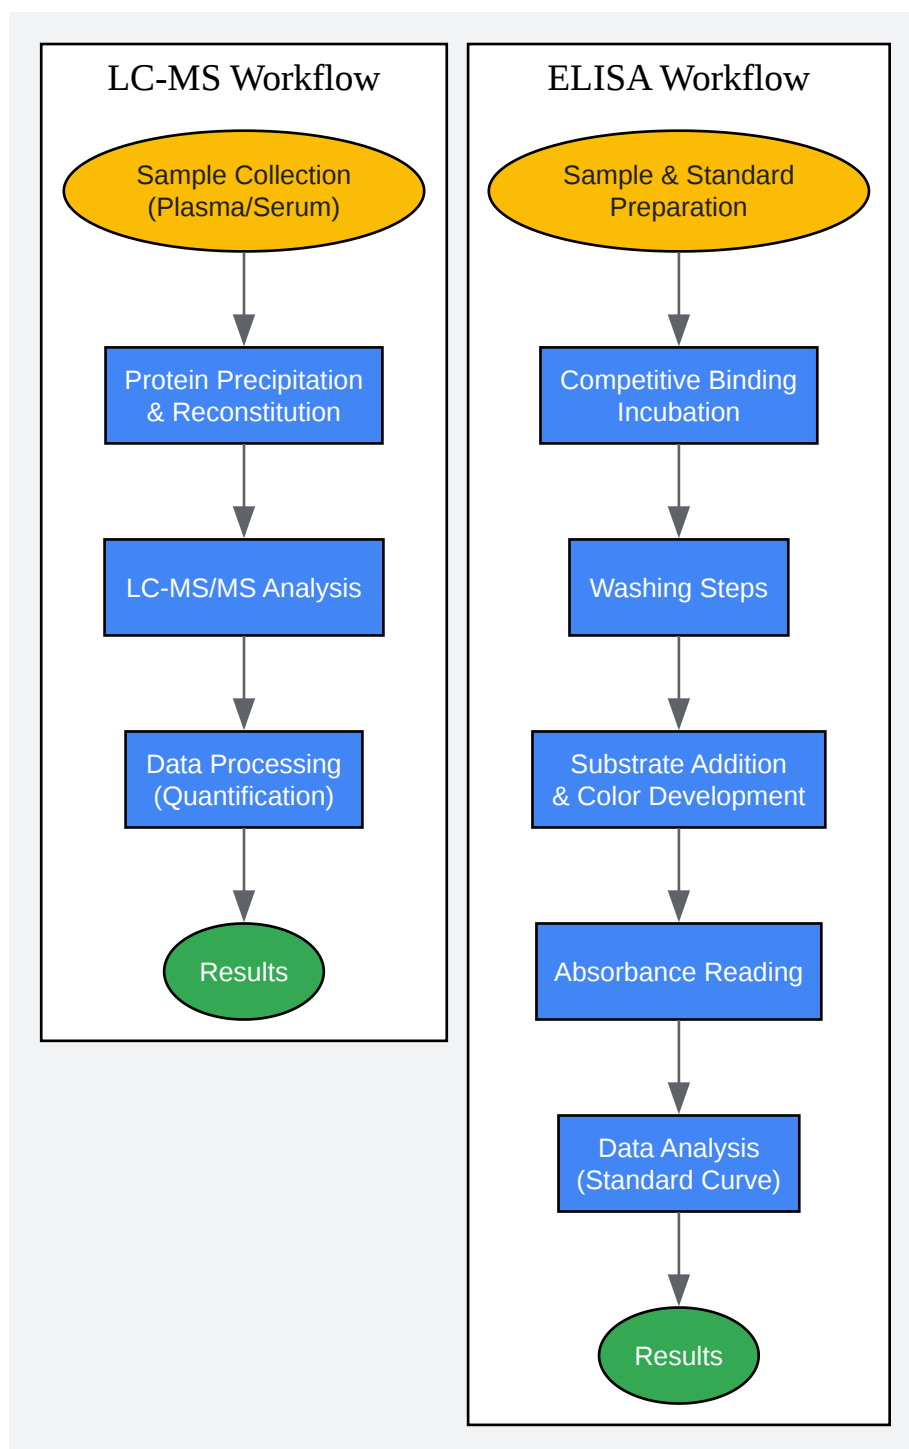 LC-MS Workflow
Sample Collection
(Plasma/Serum)
Protein Precipitation
& Reconstitution
LC-MS/MS Analysis
Data Processing
(Quantification)
Results
ELISA Workflow
Sample & Standard
Preparation
Competitive Binding
Incubation
Washing Steps
Substrate Addition
& Color Development
Absorbance Reading
Data Analysis
(Standard Curve)
Results